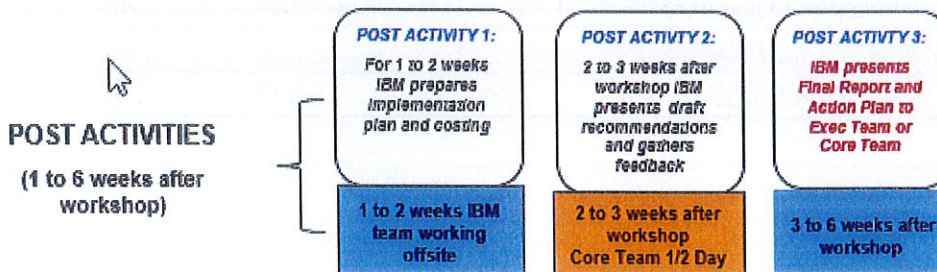 POST ACTIVITIES
(1 to 6 weeks after
workshop)
POST ACTIVITY 1:
For 1 to 2 weeks
IBM prepares
implementation
plan and costing
1 to 2 weeks IBM
team working
offsite
POST ACTIVITY 2:
2 to 3 weeks after
workshop IBM
presents draft
recommendations
and gathers
feedback
2 to 3 weeks after
workshop
Core Team 1/2 Day
POST ACTIVTY 3:
IBM presents
Final Report and
Action Plan to
Exec Team or
Core Team
3 to 6 weeks after
workshop